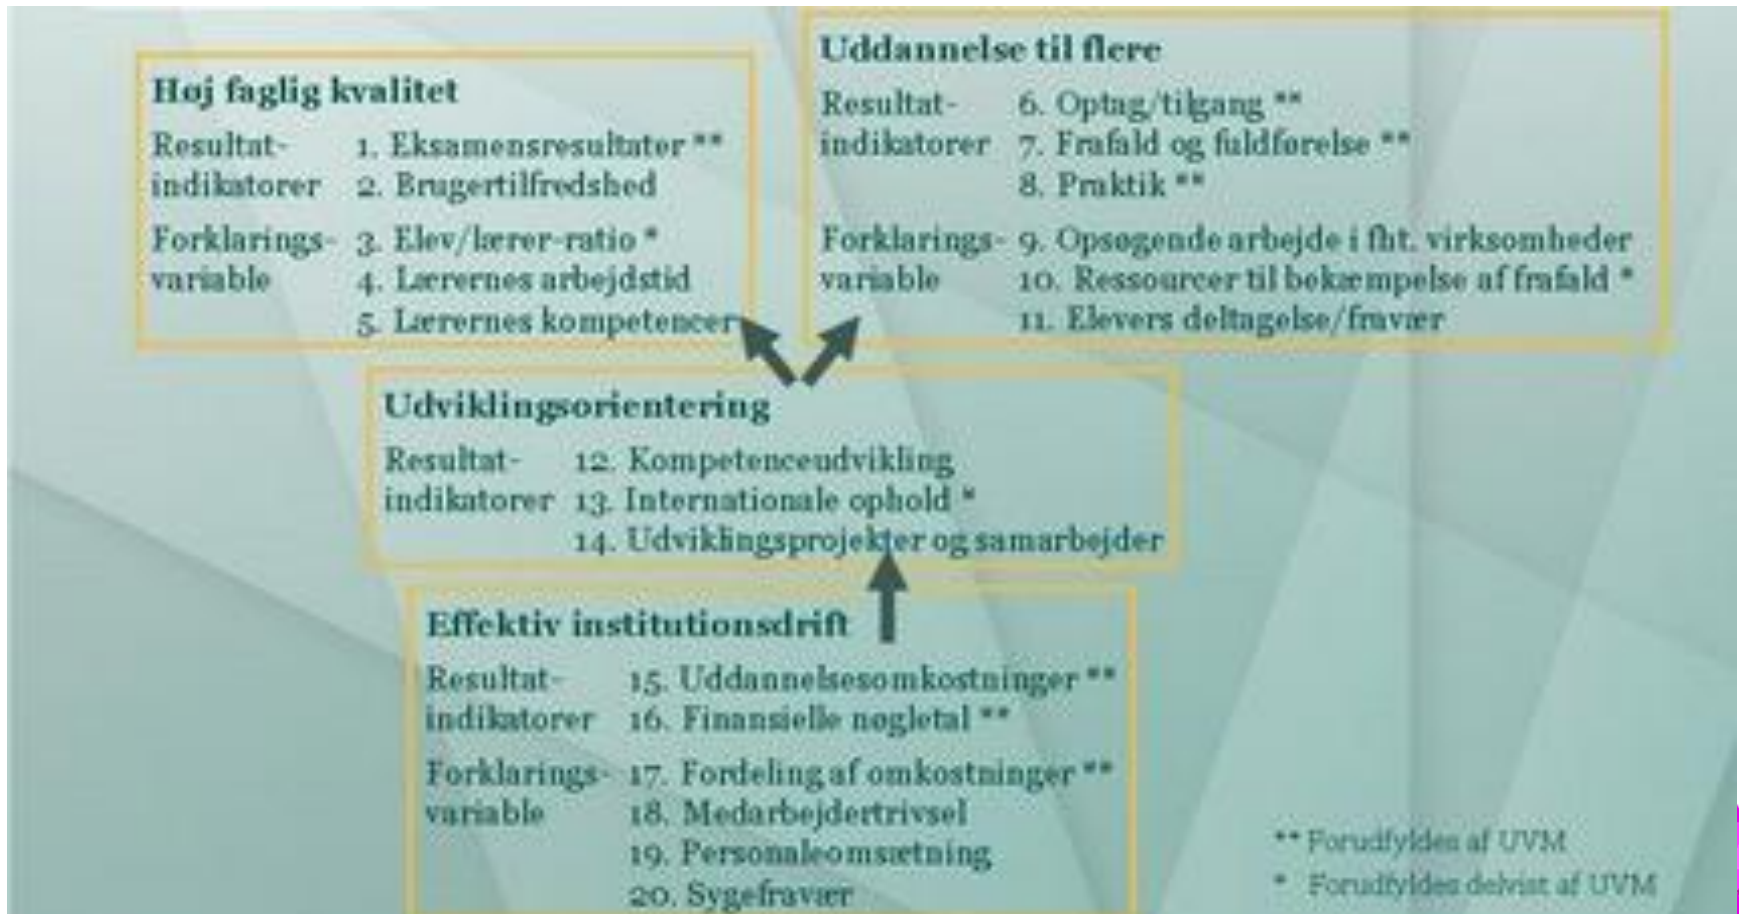 Høj faglig kvalitet
Resultat- 1. Eksamensresultater **
indikatorer 2. Brugertilfredshed
Forklarings- 3. Elev/lærer-ratio *
variable 4. Lærernes arbejdstid
5. Lærernes kompetencer
Uddannelse til flere
Resultat- 6. Optag/tilgang **
indikatorer 7. Frafald og fuldførelse **
8. Praktik **
Forklarings- 9. Opsøgende arbejde i fht. virksomheder
variable 10. Ressourcer til bekæmpelse af frafald *
11. Elevers deltagelse/fravær
Udviklingsorientering
Resultat- 12. Kompetenceudvikling
indikatorer 13. Internationale ophold *
14. Udviklingsprojekter og samarbejder
Effektiv institutionsdrift
Resultat- 15. Uddannelsesomkostninger **
indikatorer 16. Finansielle nøgletal **
Forklarings- 17. Fordeling af omkostninger **
variable 18. Medarbejdertrivsel
19. Personaleomsætning
20. Sygefravær
** Forudfyldes af UVM
* Forudfyldes delvist af UVM